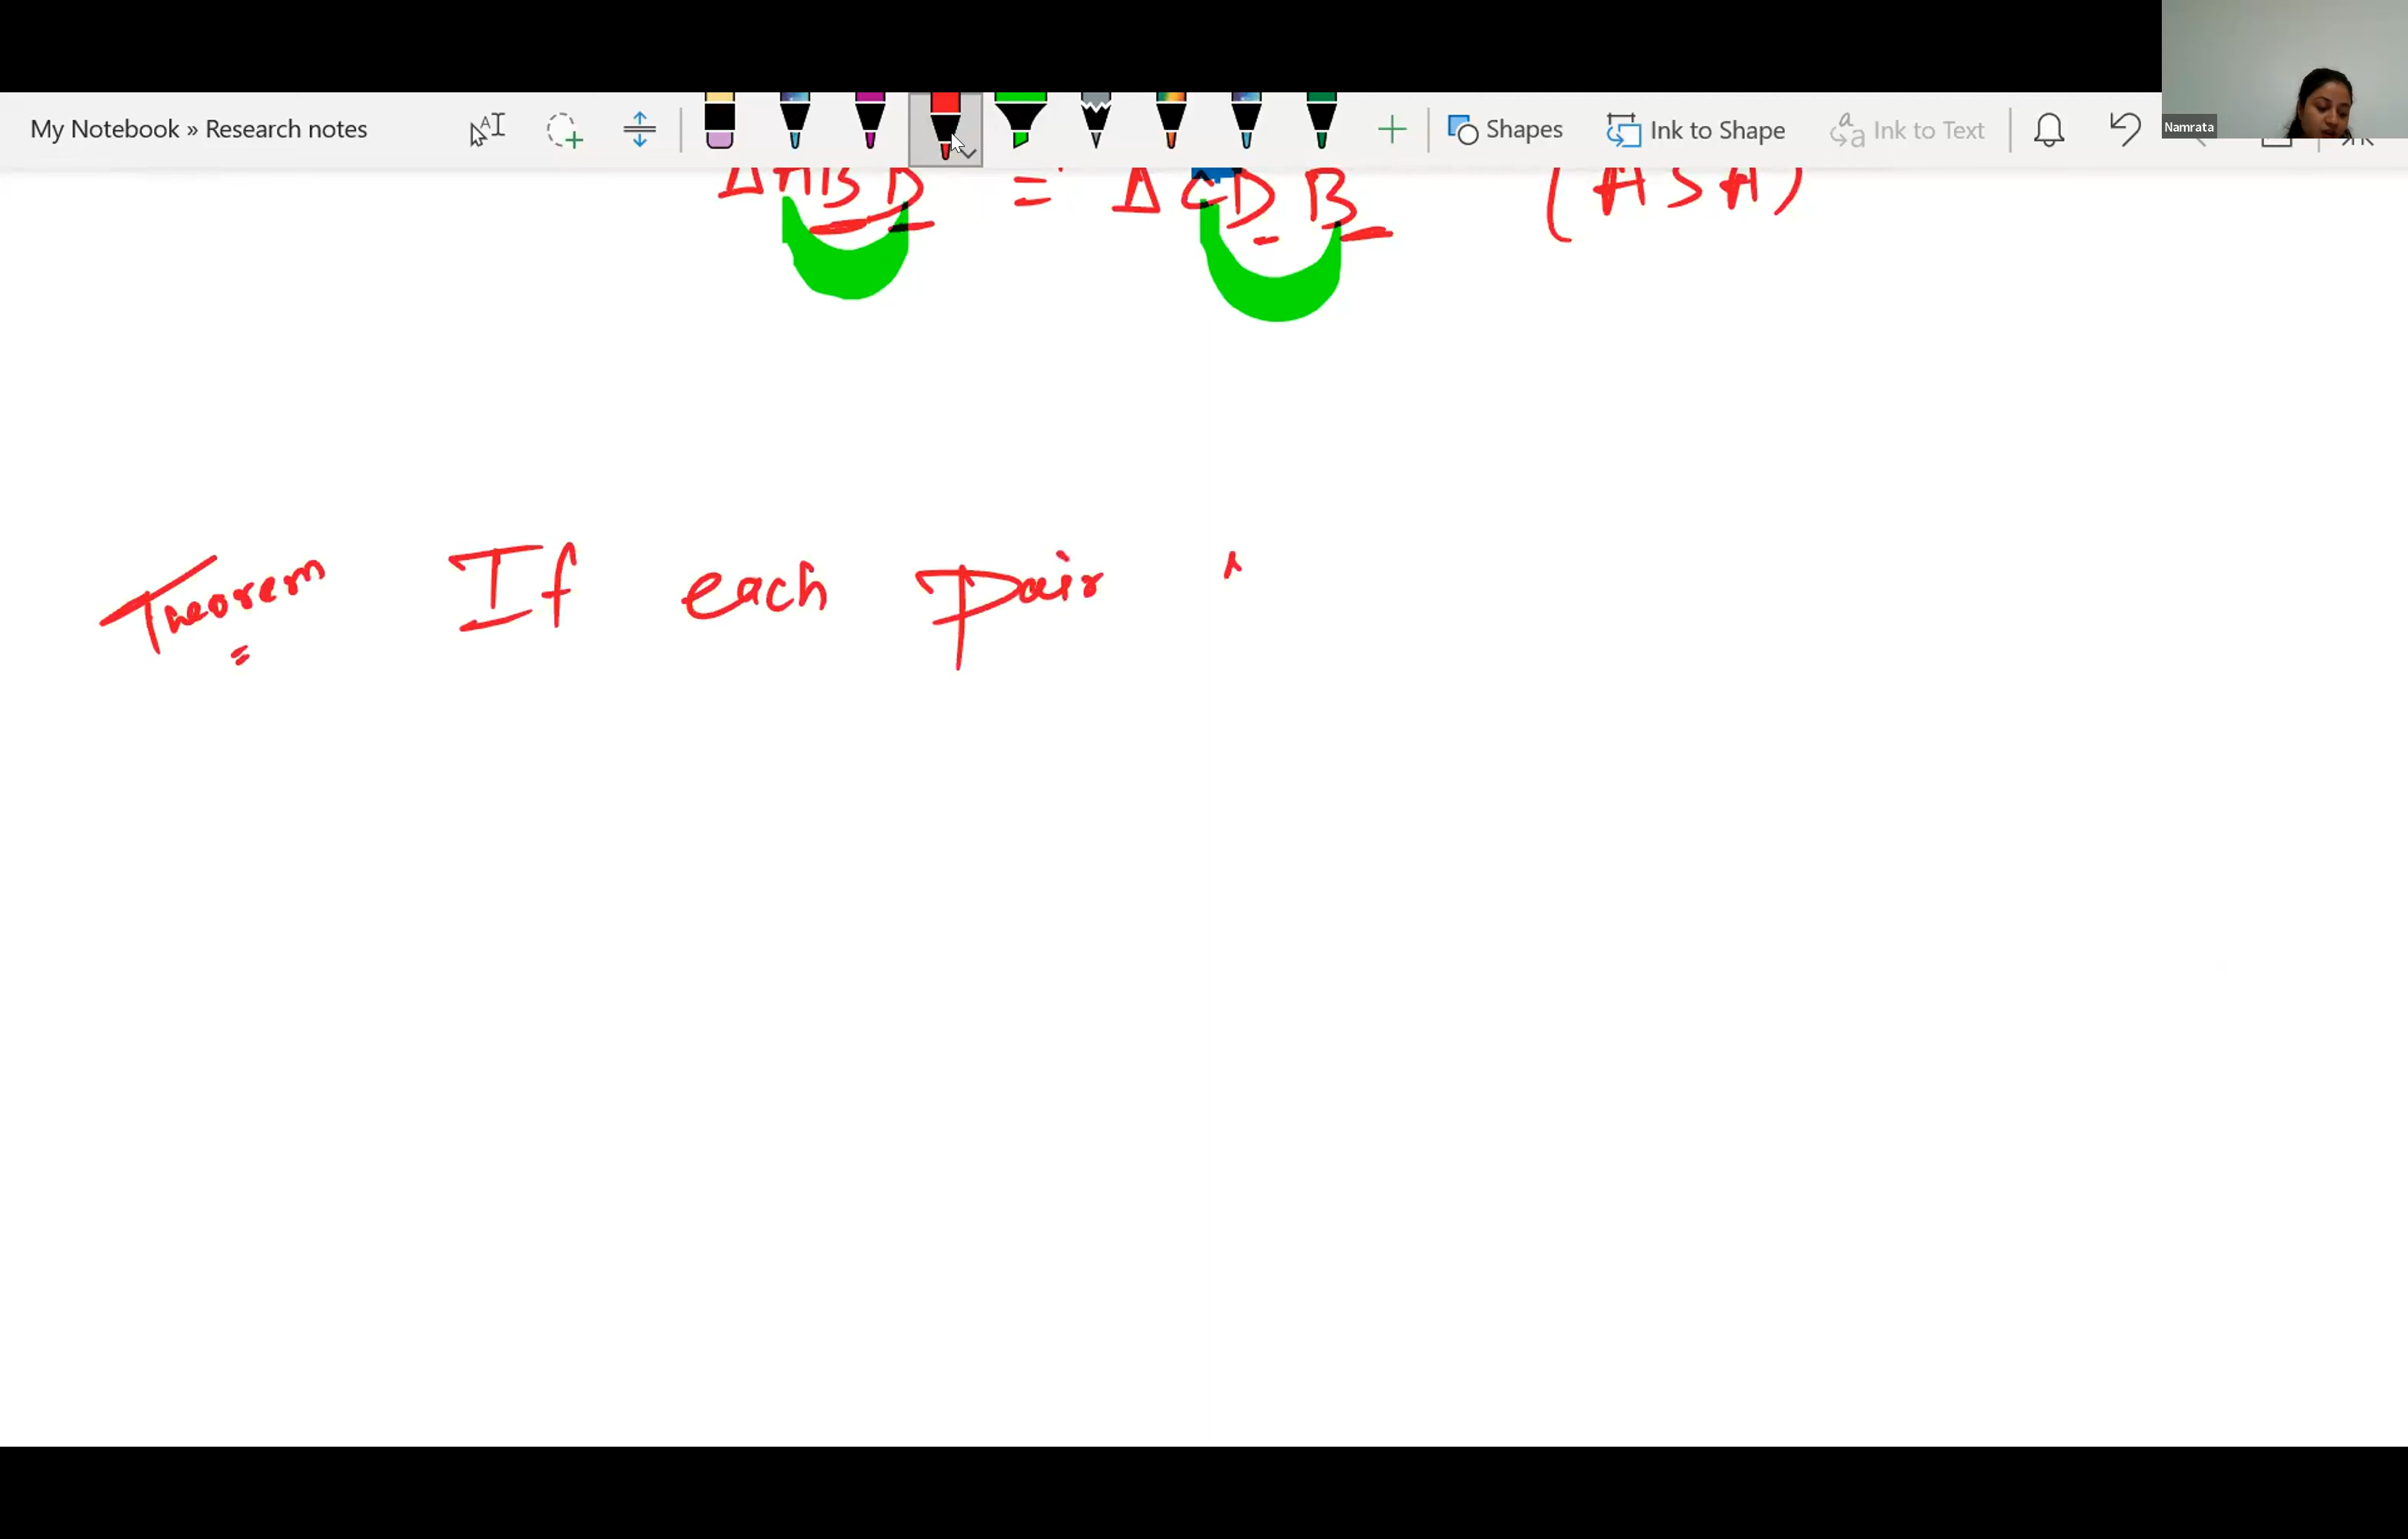 Namrata
My Notebook » Research notes
Shapes
Ink to Shape
Ink to Text
ΔABD = ΔCDB (ASA)
Theorem If each Pair